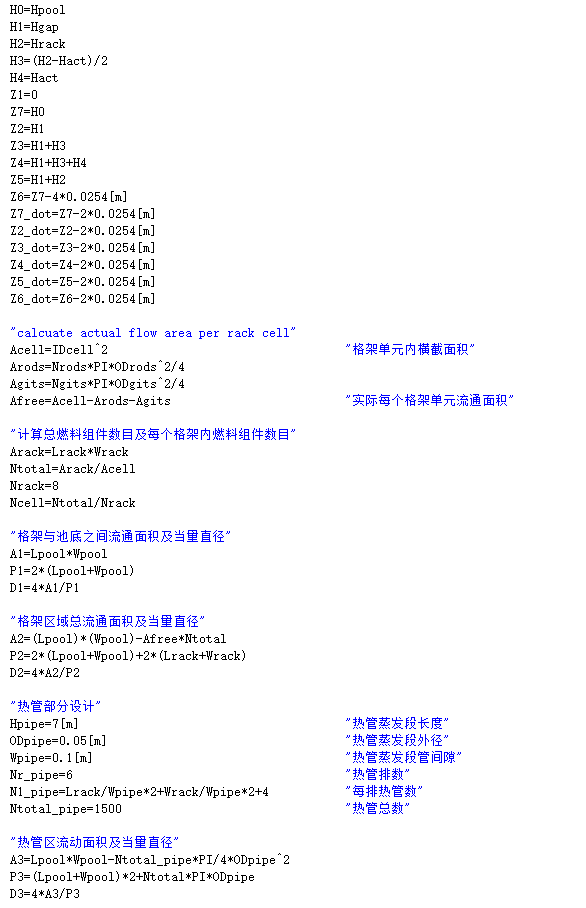 H0=Hpool
H1=Hgap
H2=Hrack
H3=(H2-Hact)/2
H4=Hact
Z1=0
Z7=H0
Z2=H1
Z3=H1+H3
Z4=H1+H3+H4
Z5=H1+H2
Z6=Z7-4*0.0254[m]
Z7_dot=Z7-2*0.0254[m]
Z2_dot=Z2-2*0.0254[m]
Z3_dot=Z3-2*0.0254[m]
Z4_dot=Z4-2*0.0254[m]
Z5_dot=Z5-2*0.0254[m]
Z6_dot=Z6-2*0.0254[m]
"calcuate actual flow area per rack cell"
Acell=IDcell^2 "格架单元内横截面积"
Arods=Nrods*PI*ODrods^2/4
Agits=Ngits*PI*ODgits^2/4
Afree=Acell-Arods-Agits "实际每个格架单元流通面积"
"计算总燃料组件数目及每个格架内燃料组件数目"
Arack=Lrack*Wrack
Ntotal=Arack/Acell
Nrack=8
Ncell=Ntotal/Nrack
"格架与池底之间流通面积及当量直径"
A1=Lpool*Wpool
P1=2*(Lpool+Wpool)
D1=4*A1/P1
"格架区域总流通面积及当量直径"
A2=(Lpool)*(Wpool)-Afree*Ntotal
P2=2*(Lpool+Wpool)+2*(Lrack+Wrack)
D2=4*A2/P2
"热管部分设计"
Hpipe=7[m] "热管蒸发段长度"
ODpipe=0.05[m] "热管蒸发段外径"
Wpipe=0.1[m] "热管蒸发段管间隙"
Nr_pipe=6 "热管排数"
N1_pipe=Lrack/Wpipe*2+Wrack/Wpipe*2+4 "每排热管数"
Ntotal_pipe=1500 "热管总数"
"热管区流动面积及当量直径"
A3=Lpool*Wpool-Ntotal_pipe*PI/4*ODpipe^2
P3=(Lpool+Wpool)*2+Ntotal*PI*ODpipe
D3=4*A3/P3